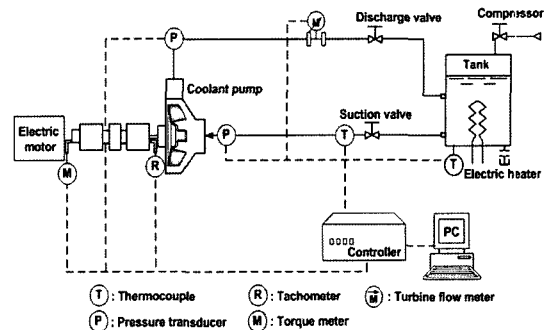 M
Discharge valve
Compressor
P
Tank
Coolant pump
Suction valve
Electric
motor
P
T
T
Electric heater
M
R
PC
Controller
T : Thermocouple
R : Tachometer
M : Turbine flow meter
P : Pressure transducer
M : Torque meter